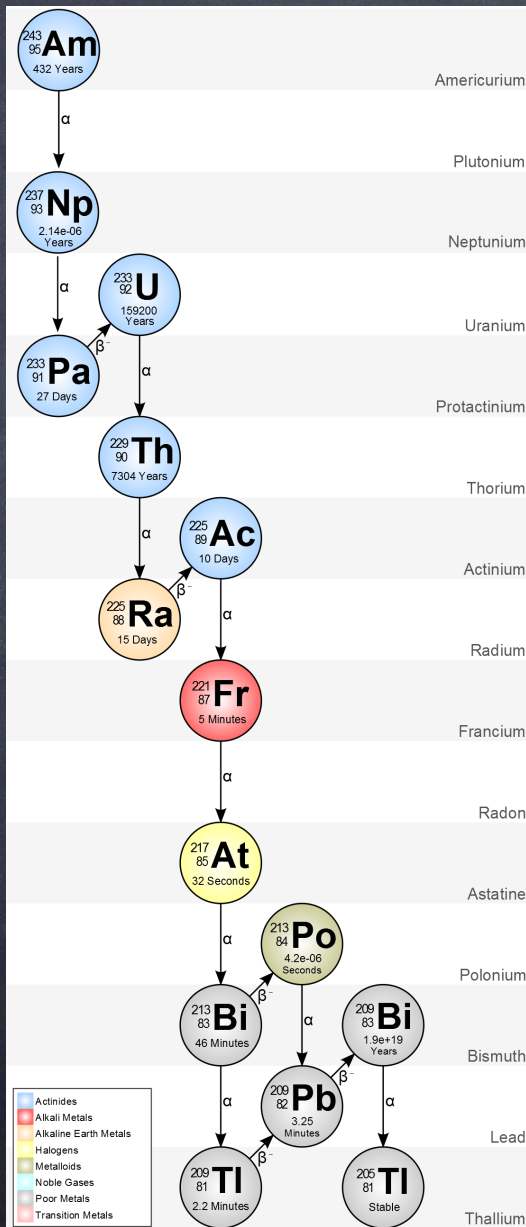 243
95
Am
432 Years
Americurium
α
Plutonium
237
93
Np
2.14e-06
Years
Neptunium
α
233
92
U
159200
Years
Uranium
β⁻
233
91
Pa
27 Days
α
Protactinium
229
90
Th
7304 Years
Thorium
α
225
89
Ac
10 Days
Actinium
β⁻
225
88
Ra
15 Days
α
Radium
221
87
Fr
5 Minutes
Francium
α
Radon
217
85
At
32 Seconds
Astatine
α
213
84
Po
4.2e-06
Seconds
Polonium
β⁻
213
83
Bi
46 Minutes
α
209
83
Bi
1.9e+19
Years
Bismuth
β⁻
α
209
82
Pb
3.25
Minutes
α
Lead
β⁻
209
81
Tl
2.2 Minutes
205
81
Tl
Stable
Thallium
Actinides
Alkali Metals
Alkaline Earth Metals
Halogens
Metalloids
Noble Gases
Poor Metals
Transition Metals